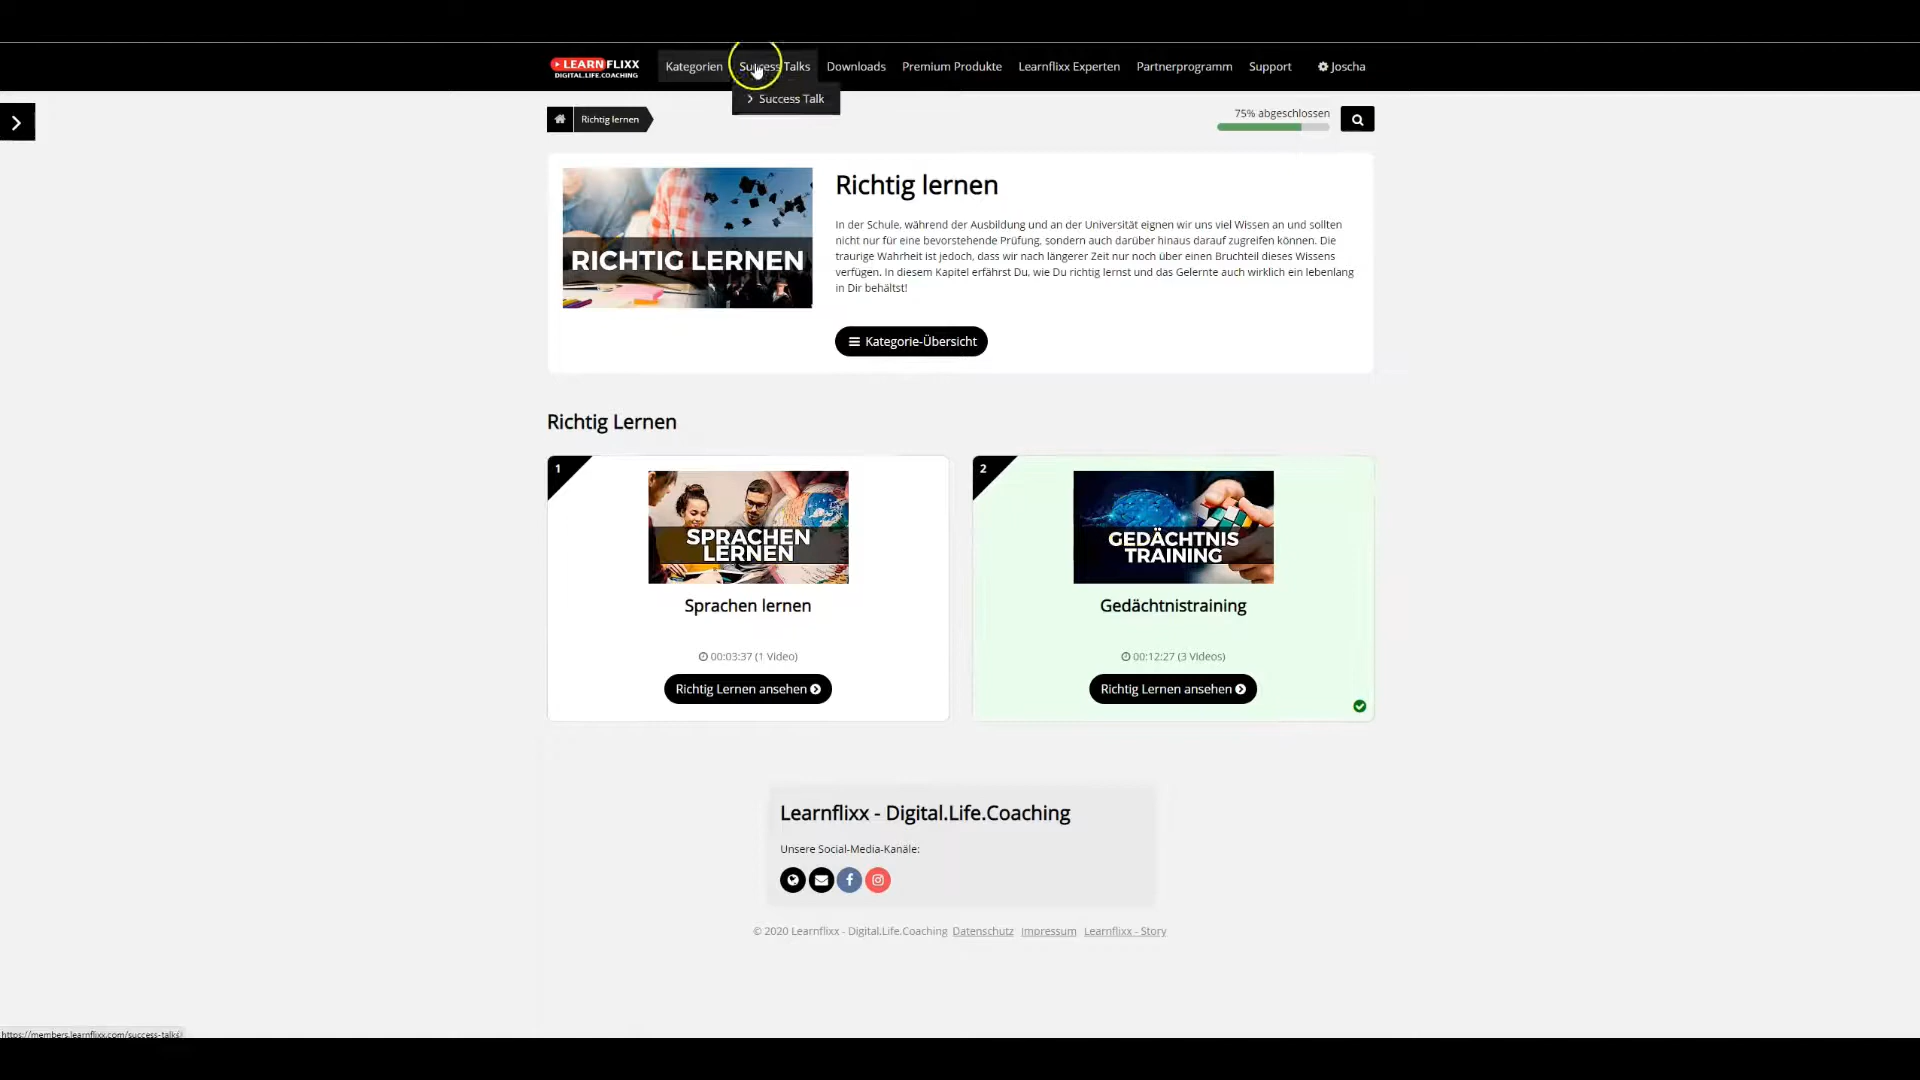 LEARNFLIXX
DIGITAL.LIFE.COACHING
Kategorien
Success Talks
Downloads
Premium Produkte
Learnflixx Experten
Partnerprogramm
Support
Joscha
Success Talk
Richtig lernen
75% abgeschlossen
RICHTIG LERNEN
Richtig lernen
In der Schule, während der Ausbildung und an der Universität eignen wir uns viel Wissen an und sollten
nicht nur für eine bevorstehende Prüfung, sondern auch darüber hinaus darauf zugreifen können. Die
traurige Wahrheit ist jedoch, dass wir nach längerer Zeit nur noch über einen Bruchteil dieses Wissens
verfügen. In diesem Kapitel erfährst Du, wie Du richtig lernst und das Gelernte auch wirklich ein lebenlang
in Dir behältst!
Kategorie-Übersicht
Richtig Lernen
1
SPRACHEN
LERNEN
Sprachen lernen
00:03:37 (1 Video)
Richtig Lernen ansehen
2
GEDÄCHTNIS
TRAINING
Gedächtnistraining
00:12:27 (3 Videos)
Richtig Lernen ansehen
Learnflixx - Digital.Life.Coaching
Unsere Social-Media-Kanäle:
© 2020 Learnflixx - Digital.Life.Coaching Datenschutz Impressum Learnflixx - Story
https://members.learnflixx.com/success-talks/